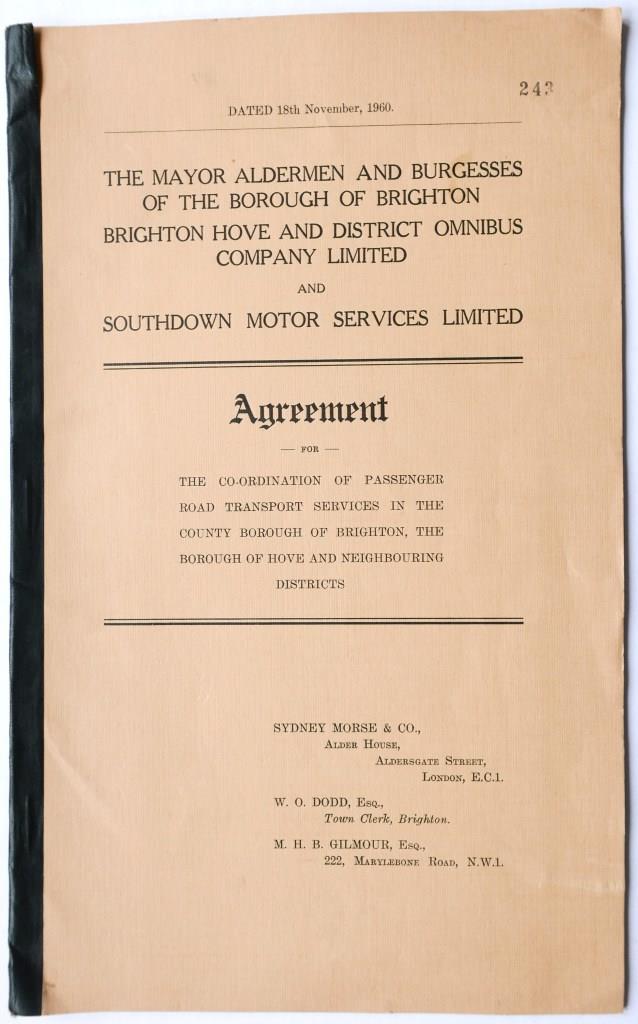 243
DATED 18th November, 1960.
THE MAYOR ALDERMEN AND BURGESSES
OF THE BOROUGH OF BRIGHTON
BRIGHTON HOVE AND DISTRICT OMNIBUS
COMPANY LIMITED
AND
SOUTHDOWN MOTOR SERVICES LIMITED
Agreement
— FOR —
THE CO-ORDINATION OF PASSENGER
ROAD TRANSPORT SERVICES IN THE
COUNTY BOROUGH OF BRIGHTON, THE
BOROUGH OF HOVE AND NEIGHBOURING
DISTRICTS
SYDNEY MORSE & CO.,
ALDER HOUSE,
ALDERSGATE STREET,
LONDON, E.C.1.
W. O. DODD, ESQ.,
Town Clerk, Brighton.
M. H. B. GILMOUR, ESQ.,
222, MARYLEBONE ROAD, N.W.1.